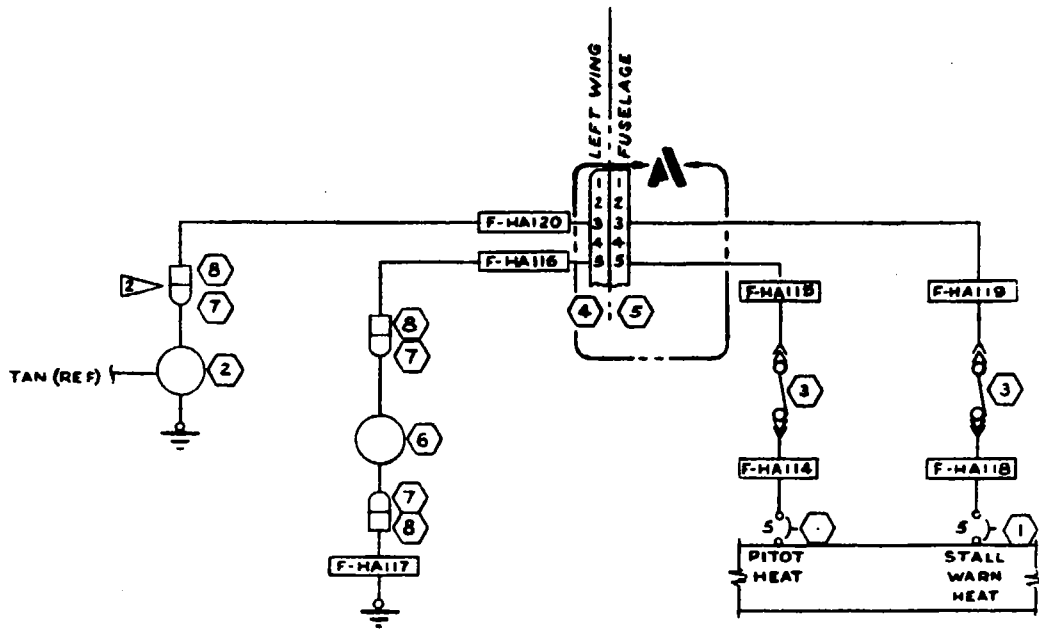 LEFT WING
FUSELAGE
A
1 1
2 2
F-HA120 3 3
4 4
F-HA116 5 5
8
2
7
8
7
4 5
F-HA115 F-HA119
TAN (REF) 2
3 3
6
F-HA114 F-HA118
7
8
5 5 1
F-HA117
PITOT HEAT
STALL WARN HEAT